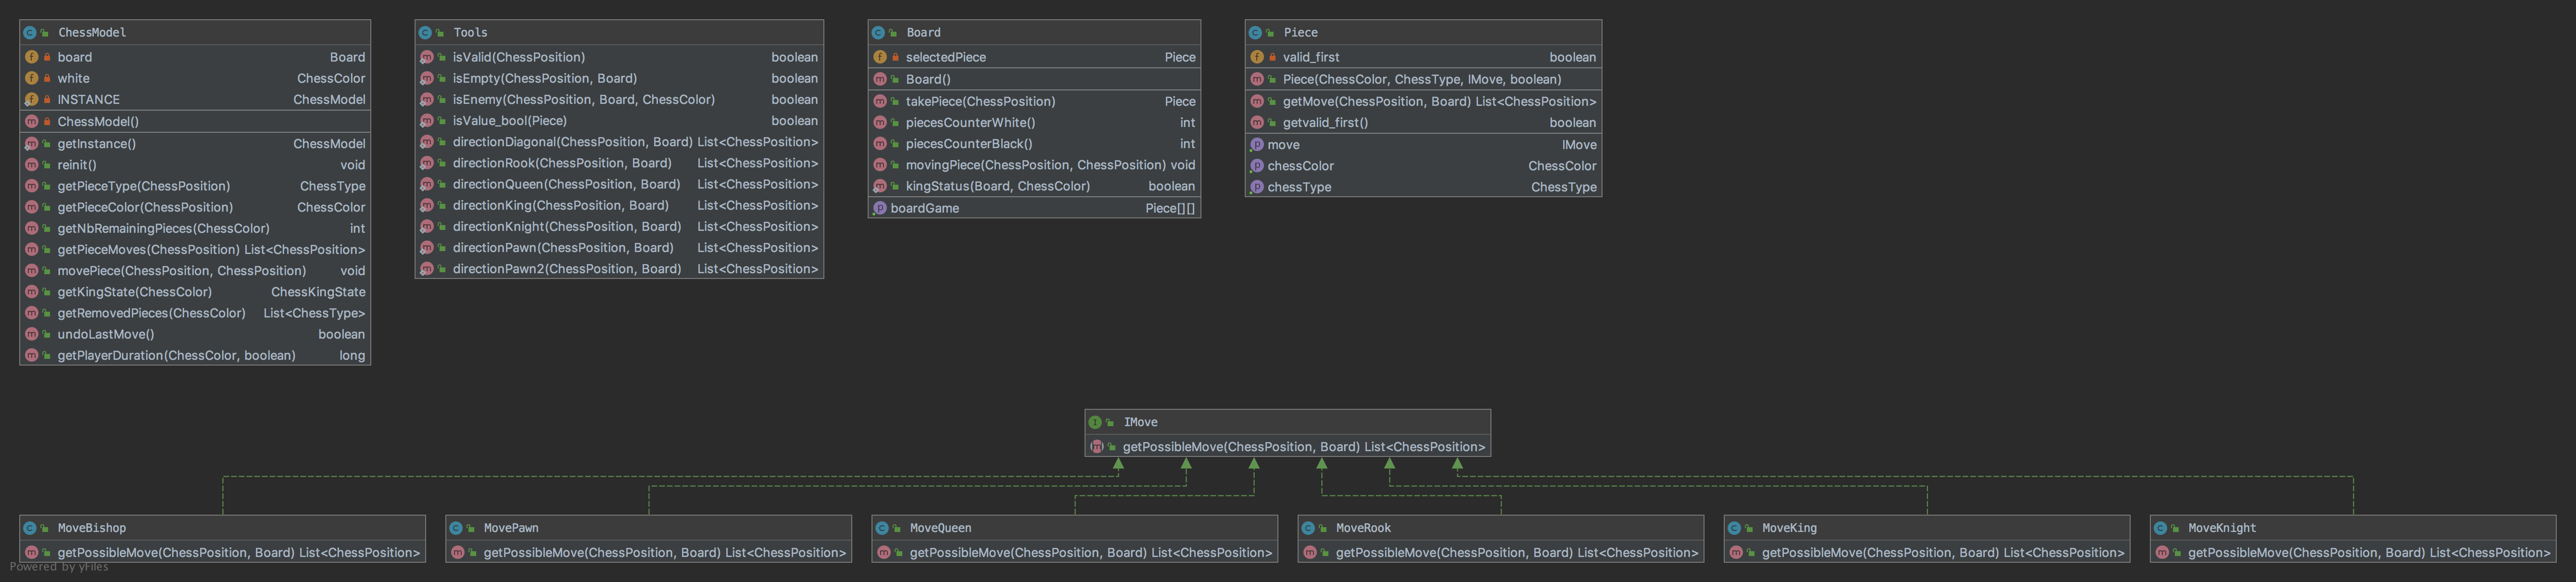 ChessModel
board Board
white ChessColor
INSTANCE ChessModel
ChessModel()
getInstance() ChessModel
reinit() void
getPieceType(ChessPosition) ChessType
getPieceColor(ChessPosition) ChessColor
getNbRemainingPieces(ChessColor) int
getPieceMoves(ChessPosition) List<ChessPosition>
movePiece(ChessPosition, ChessPosition) void
getKingState(ChessColor) ChessKingState
getRemovedPieces(ChessColor) List<ChessType>
undoLastMove() boolean
getPlayerDuration(ChessColor, boolean) long
Tools
isValid(ChessPosition) boolean
isEmpty(ChessPosition, Board) boolean
isEnemy(ChessPosition, Board, ChessColor) boolean
isValue_bool(Piece) boolean
directionDiagonal(ChessPosition, Board) List<ChessPosition>
directionRook(ChessPosition, Board) List<ChessPosition>
directionQueen(ChessPosition, Board) List<ChessPosition>
directionKing(ChessPosition, Board) List<ChessPosition>
directionKnight(ChessPosition, Board) List<ChessPosition>
directionPawn(ChessPosition, Board) List<ChessPosition>
directionPawn2(ChessPosition, Board) List<ChessPosition>
Board
selectedPiece Piece
Board()
takePiece(ChessPosition) Piece
piecesCounterWhite() int
piecesCounterBlack() int
movingPiece(ChessPosition, ChessPosition) void
kingStatus(Board, ChessColor) boolean
boardGame Piece[][]
Piece
valid_first boolean
Piece(ChessColor, ChessType, IMove, boolean)
getMove(ChessPosition, Board) List<ChessPosition>
getvalid_first() boolean
move IMove
chessColor ChessColor
chessType ChessType
IMove
getPossibleMove(ChessPosition, Board) List<ChessPosition>
MoveBishop
getPossibleMove(ChessPosition, Board) List<ChessPosition>
MovePawn
getPossibleMove(ChessPosition, Board) List<ChessPosition>
MoveQueen
getPossibleMove(ChessPosition, Board) List<ChessPosition>
MoveRook
getPossibleMove(ChessPosition, Board) List<ChessPosition>
MoveKing
getPossibleMove(ChessPosition, Board) List<ChessPosition>
MoveKnight
getPossibleMove(ChessPosition, Board) List<ChessPosition>
Powered by yFiles